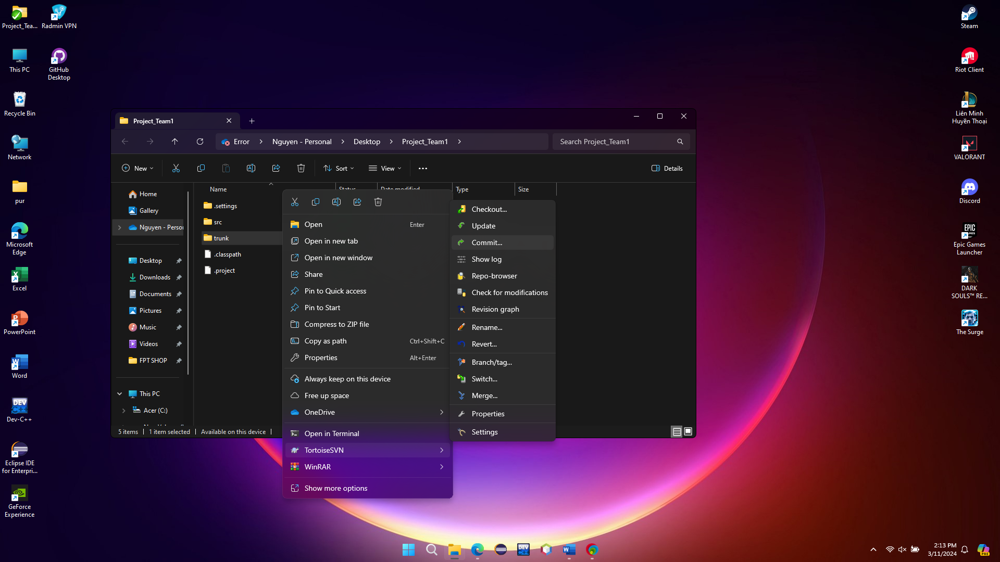 Project_Tea...
Radmin VPN
This PC
GitHub
Desktop
Recycle Bin
Network
pur
Microsoft
Edge
Excel
PowerPoint
Word
DEV
Dev-C++
Eclipse IDE
for Enterpri...
GeForce
Experience
Steam
Riot Client
Liên Minh
Huyền Thoại
VALORANT
Discord
EPIC
GAMES
Epic Games
Launcher
DARK
SOULS™ RE...
The Surge
Project_Team1
Error
Nguyen - Personal
Desktop
Project_Team1
Search Project_Team1
New
Sort
View
Details
Home
Gallery
Nguyen - Perso
Desktop
Downloads
Documents
Pictures
Music
Videos
FPT SHOP
This PC
Acer (C:)
Name
Status
Date modified
Type
Size
.settings
src
trunk
.classpath
.project
Open Enter
Open in new tab
Open in new window
Share
Pin to Quick access
Pin to Start
Compress to ZIP file
Copy as path Ctrl+Shift+C
Properties Alt+Enter
Always keep on this device
Free up space
OneDrive
Open in Terminal
TortoiseSVN
WinRAR
Show more options
Checkout...
Update
Commit...
Show log
Repo-browser
Check for modifications
Revision graph
Rename...
Revert...
Branch/tag...
Switch...
Merge...
Properties
Settings
5 items
1 item selected
Available on this device
DEV
2:13 PM
3/11/2024
PRE